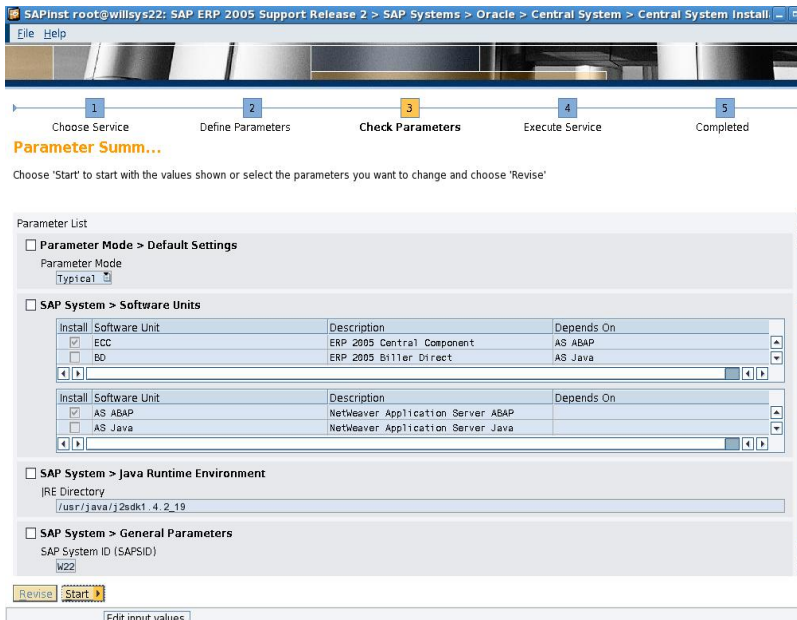 SAPinst root@willsys22: SAP ERP 2005 Support Release 2 > SAP Systems > Oracle > Central System > Central System Install.
File Help
1 2 3 4 5
Choose Service Define Parameters Check Parameters Execute Service Completed
Parameter Summ...
Choose 'Start' to start with the values shown or select the parameters you want to change and choose 'Revise'
Parameter List
Parameter Mode > Default Settings
Parameter Mode
Typical
SAP System > Software Units
Install Software Unit Description Depends On
ECC ERP 2005 Central Component AS ABAP
BD ERP 2005 Biller Direct AS Java
Install Software Unit Description Depends On
AS ABAP NetWeaver Application Server ABAP
AS Java NetWeaver Application Server Java
SAP System > Java Runtime Environment
JRE Directory
/usr/java/j2sdk1.4.2_19
SAP System > General Parameters
SAP System ID (SAPSID)
W22
Revise Start
Edit input values